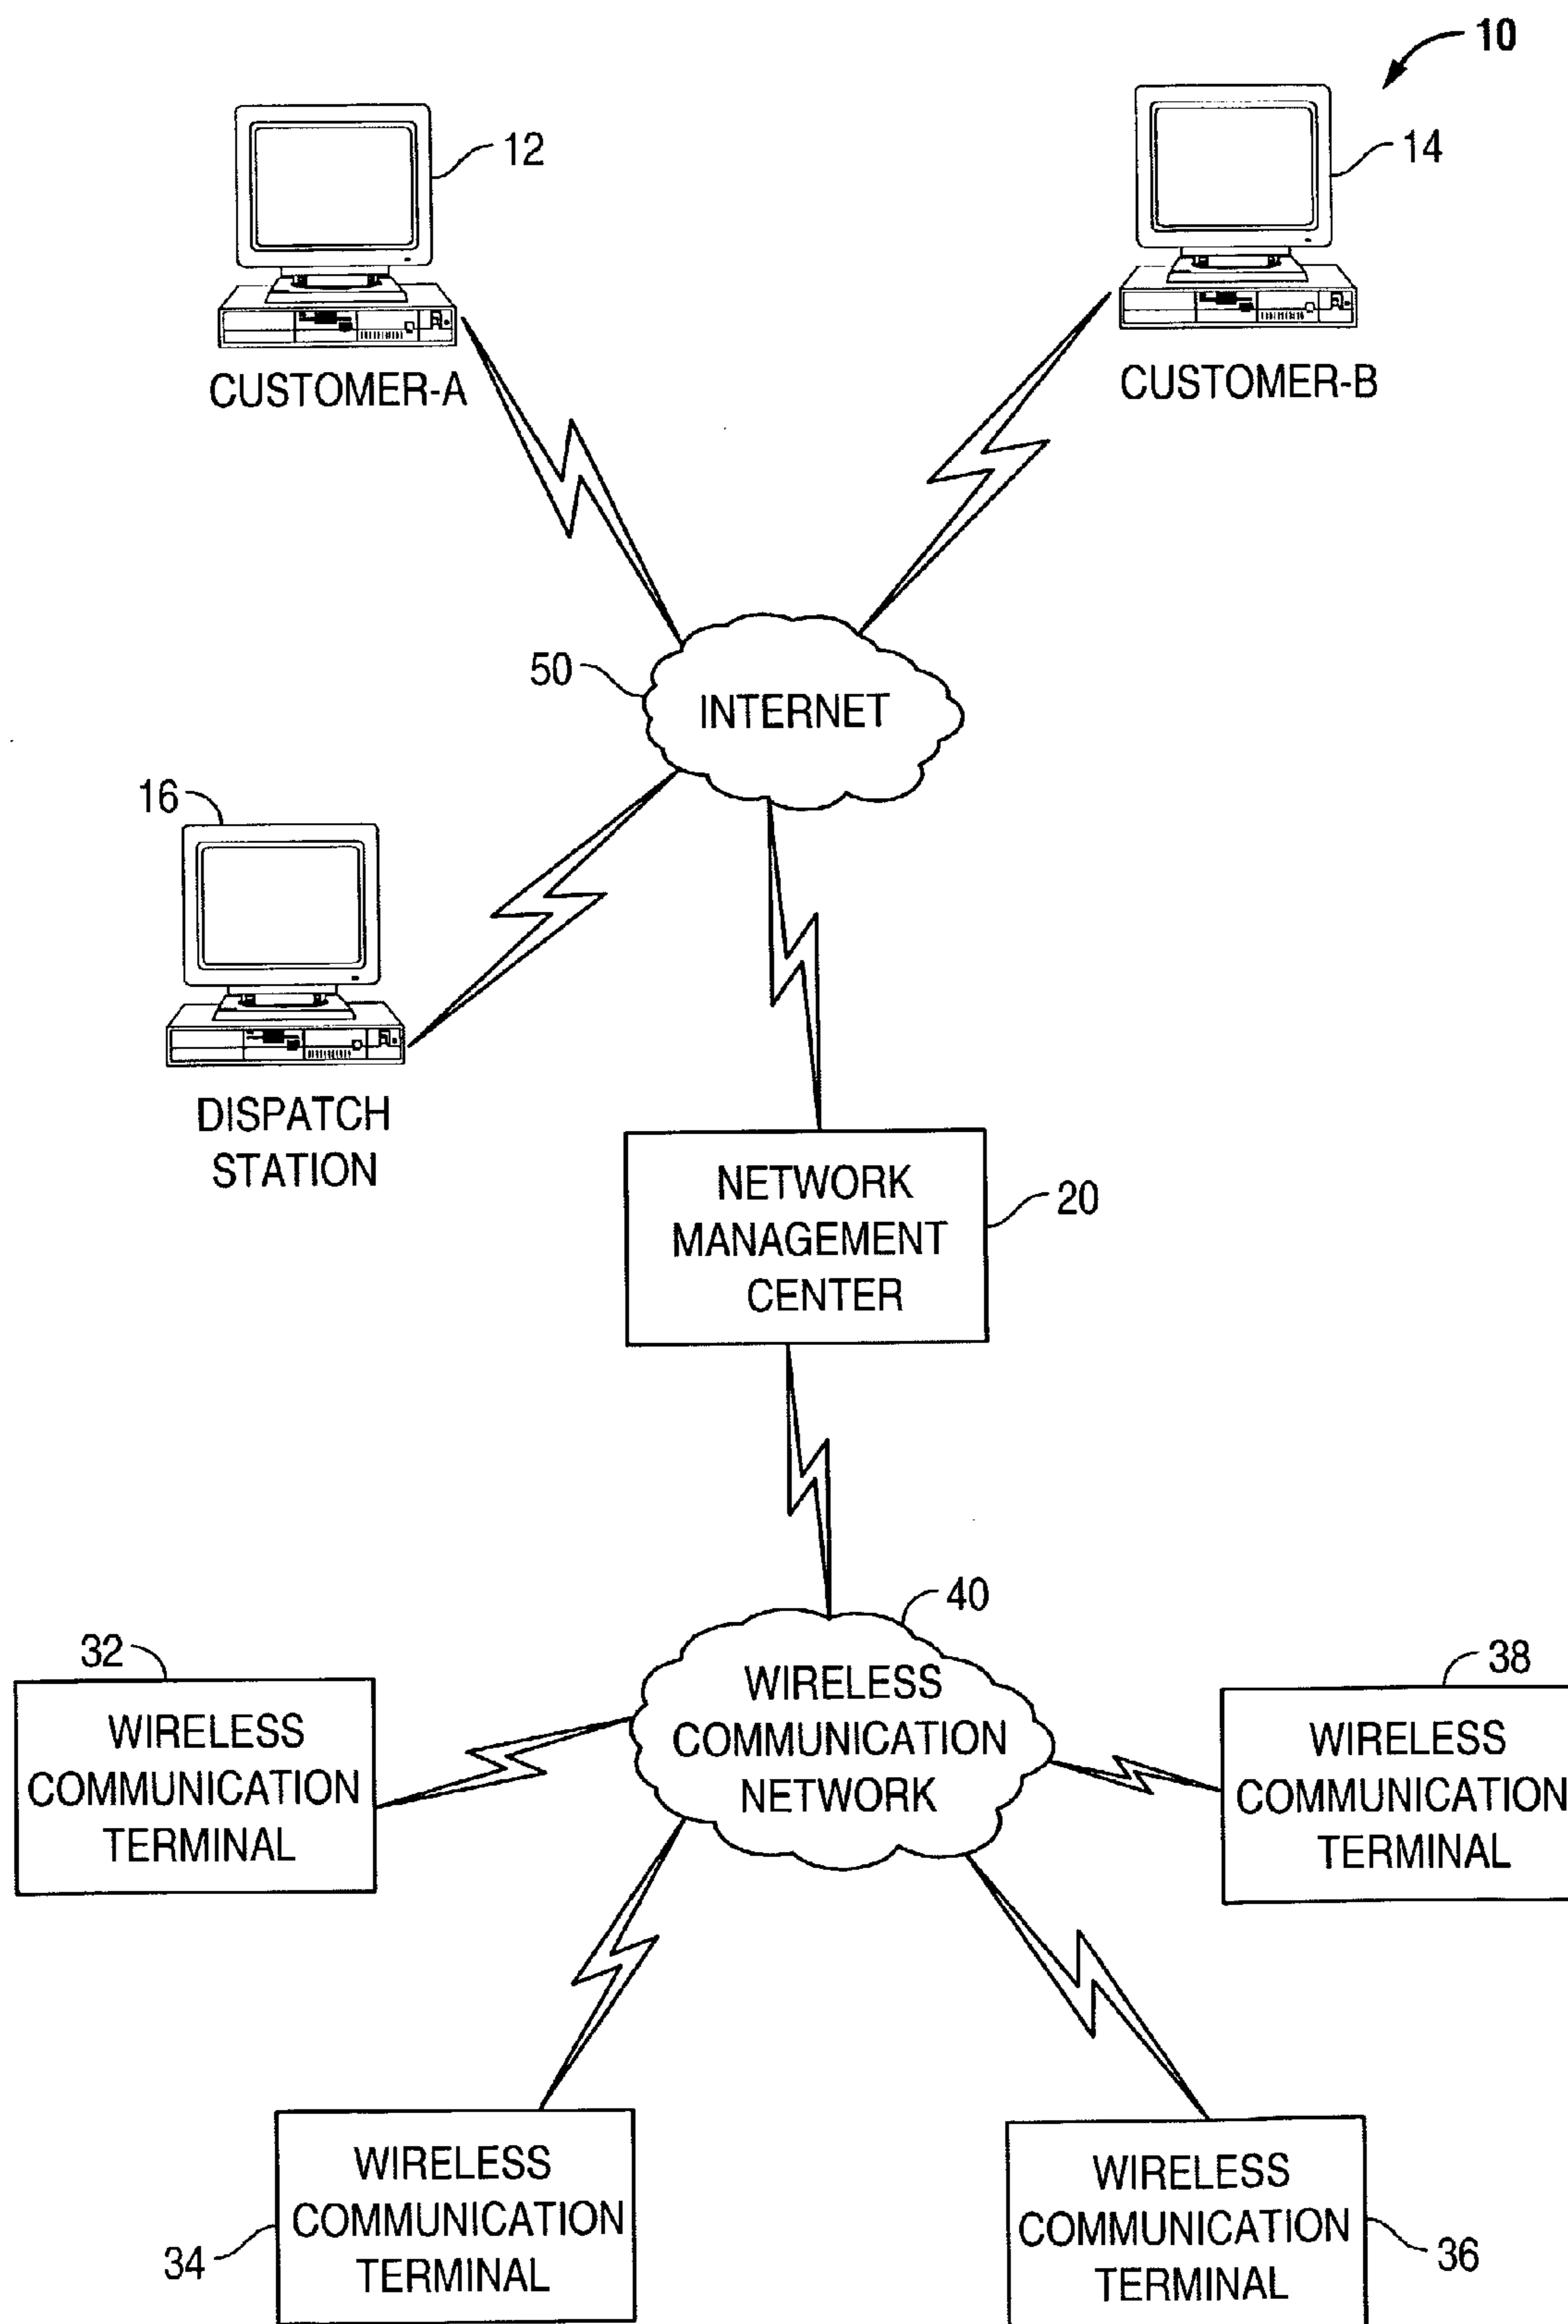 10
12
14
CUSTOMER-A
CUSTOMER-B
50
INTERNET
16
DISPATCH
STATION
NETWORK
MANAGEMENT
CENTER
20
40
WIRELESS
COMMUNICATION
NETWORK
32
WIRELESS
COMMUNICATION
TERMINAL
38
WIRELESS
COMMUNICATION
TERMINAL
34
WIRELESS
COMMUNICATION
TERMINAL
WIRELESS
COMMUNICATION
TERMINAL
36